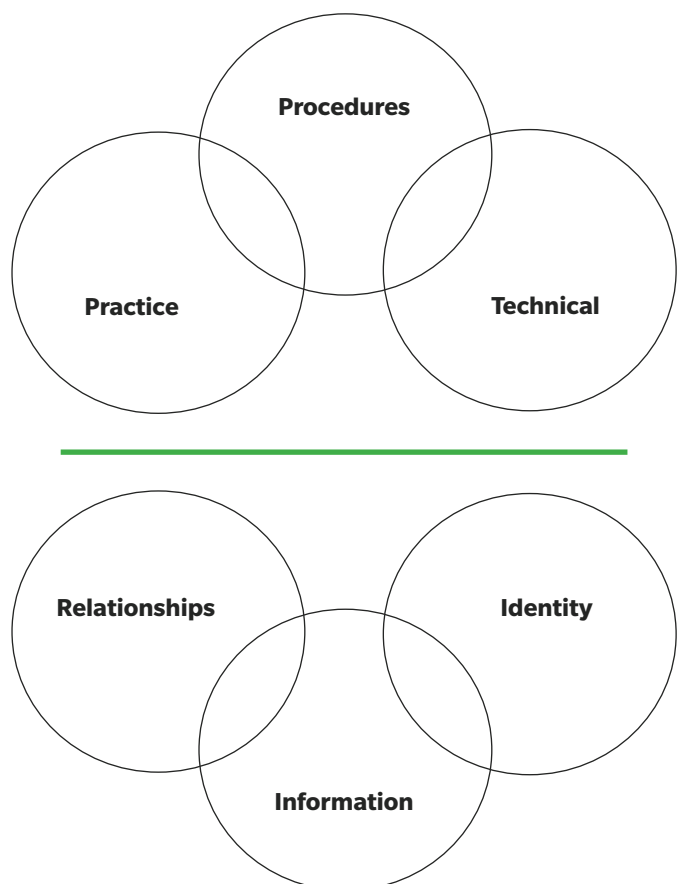 Procedures
Practice
Technical
Relationships
Identity
Information